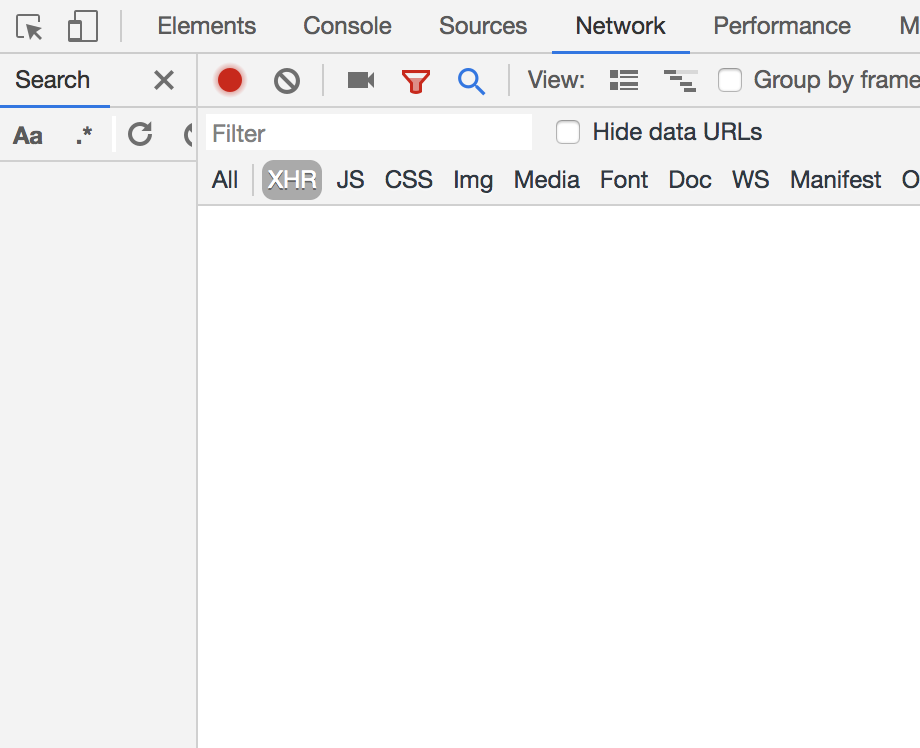 Elements Console Sources Network Performance M
Search View: Group by frame
Aa .* Filter Hide data URLs
All XHR JS CSS Img Media Font Doc WS Manifest O